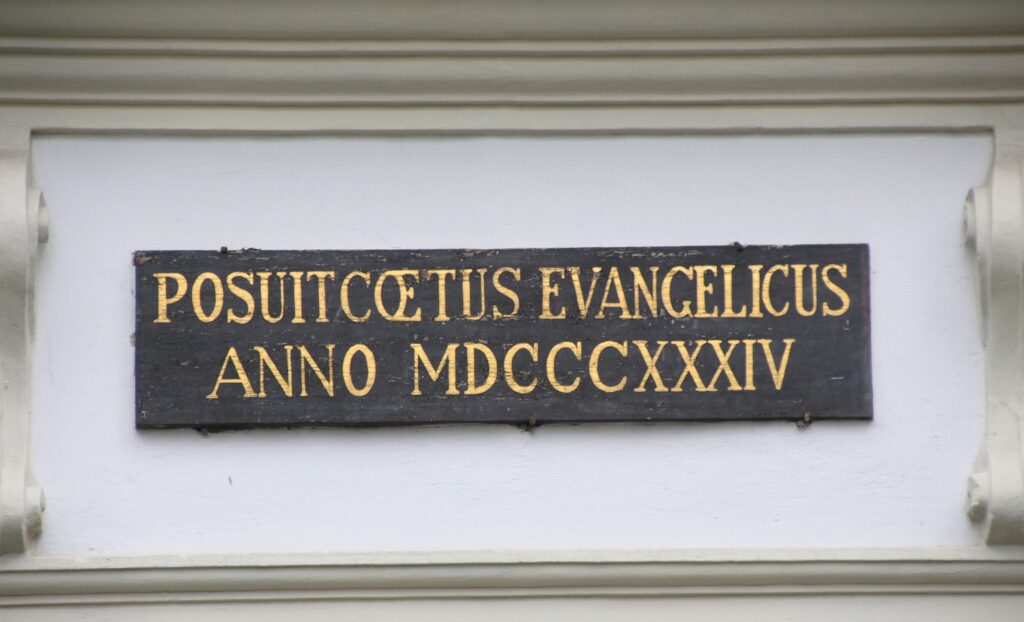 POSUIT CŒTUS EVANGELICUS
ANNO MDCCCXXXIV